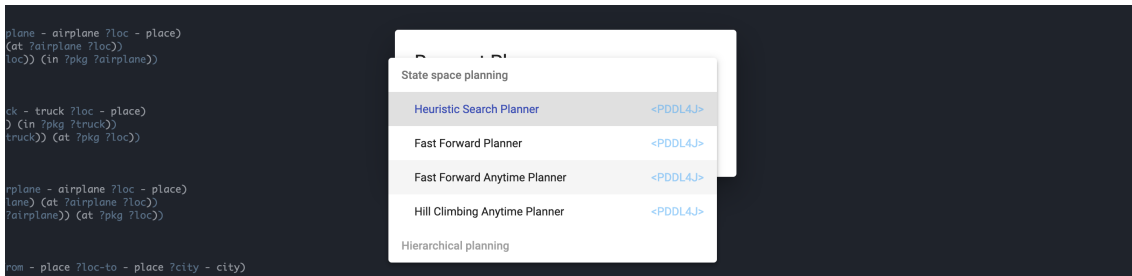 plane - airplane ?loc - place)
(at ?airplane ?loc))
loc)) (in ?pkg ?airplane))
ck - truck ?loc - place)
) (in ?pkg ?truck))
truck)) (at ?pkg ?loc))
rplane - airplane ?loc - place)
lane) (at ?airplane ?loc))
?airplane)) (at ?pkg ?loc))
rom - place ?loc-to - place ?city - city)
State space planning
Heuristic Search Planner <PDDL4J>
Fast Forward Planner <PDDL4J>
Fast Forward Anytime Planner <PDDL4J>
Hill Climbing Anytime Planner <PDDL4J>
Hierarchical planning